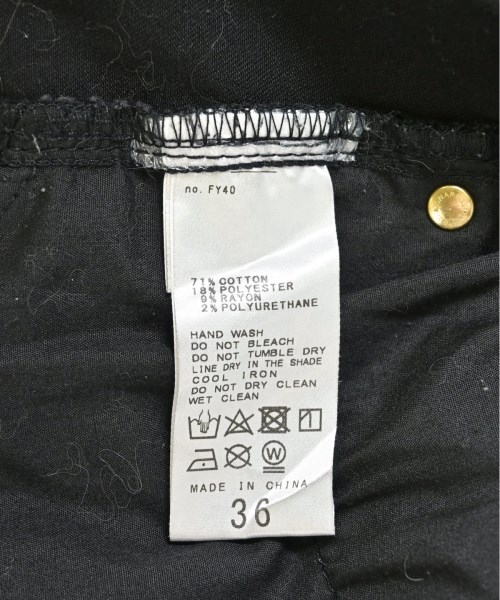 no. FY40
71% COTTON
18% POLYESTER
9% RAYON
2% POLYURETHANE
HAND WASH
DO NOT BLEACH
DO NOT TUMBLE DRY
LINE DRY IN THE SHADE
COOL IRON
DO NOT DRY CLEAN
WET CLEAN
W
MADE IN CHINA
36